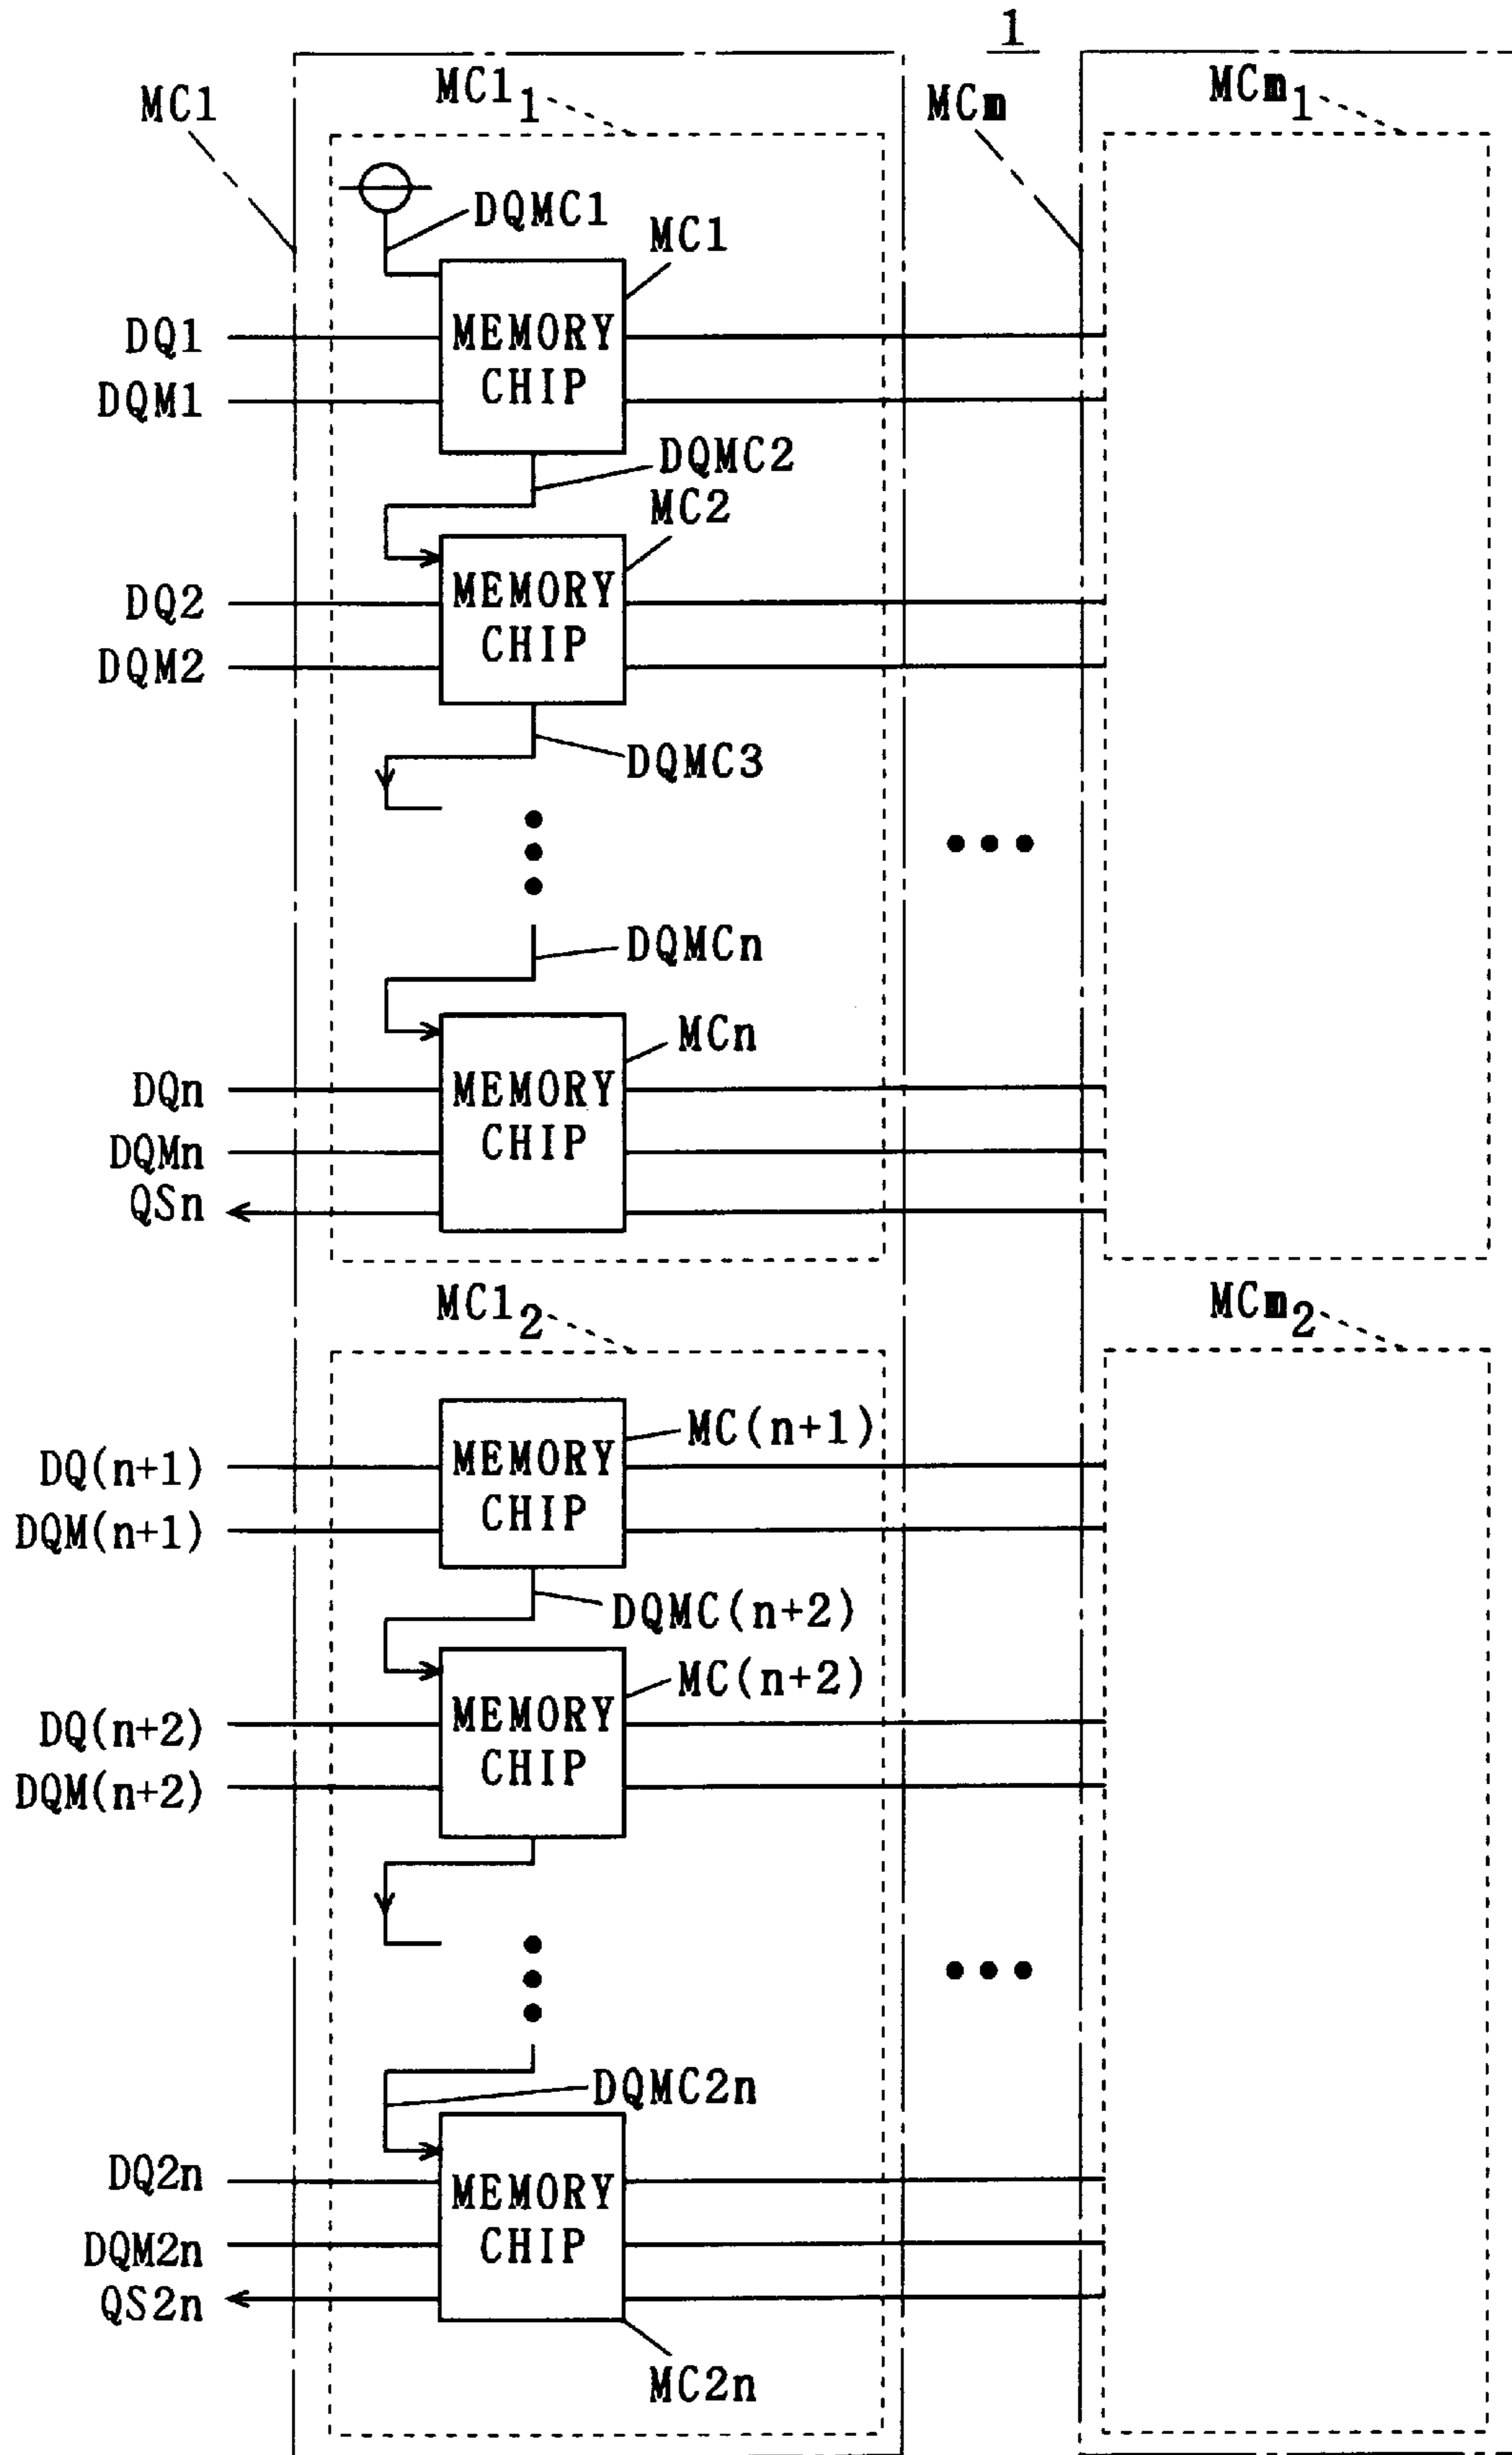 1
MC1
MC1₁
MCm
MCm₁
DQMC1
MC1
DQ1
MEMORY
CHIP
DQM1
DQMC2
MC2
DQ2
MEMORY
CHIP
DQM2
DQMC3
DQMCn
MCn
DQn
MEMORY
CHIP
DQMn
QSn
MC1₂
MCm₂
MC(n+1)
DQ(n+1)
MEMORY
CHIP
DQM(n+1)
DQMC(n+2)
MC(n+2)
DQ(n+2)
MEMORY
CHIP
DQM(n+2)
DQMC2n
DQ2n
MEMORY
CHIP
DQM2n
QS2n
MC2n